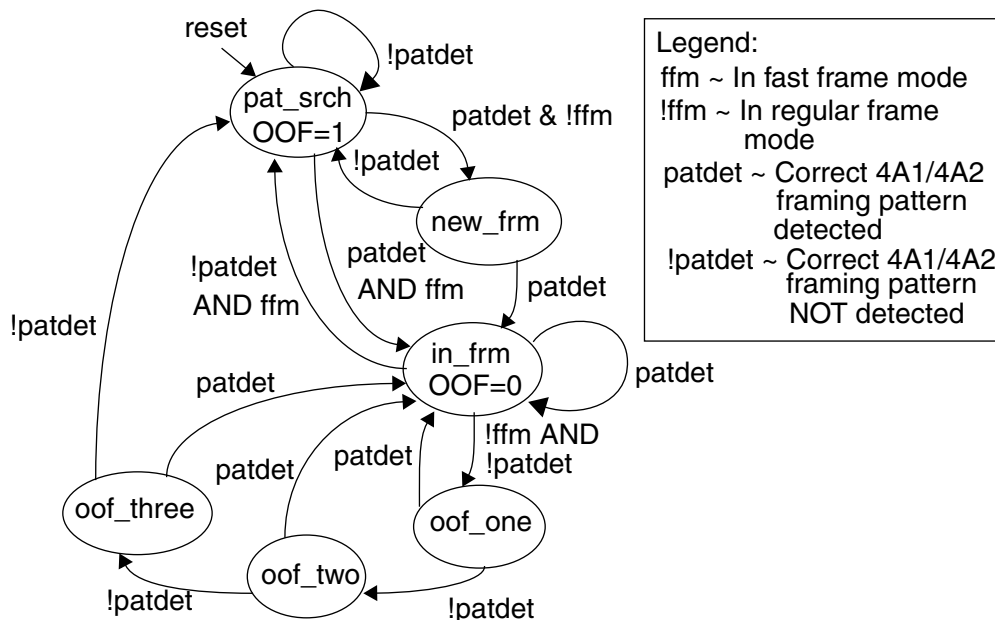 reset
!patdet
pat_srch
OOF=1
patdet & !ffm
!patdet
new_frm
!patdet
AND ffm
patdet
AND ffm
patdet
!patdet
in_frm
OOF=0
patdet
patdet
!ffm AND
!patdet
patdet
patdet
oof_three
oof_one
oof_two
!patdet
!patdet
Legend:
ffm ~ In fast frame mode
!ffm ~ In regular frame
mode
patdet ~ Correct 4A1/4A2
framing pattern
detected
!patdet ~ Correct 4A1/4A2
framing pattern
NOT detected